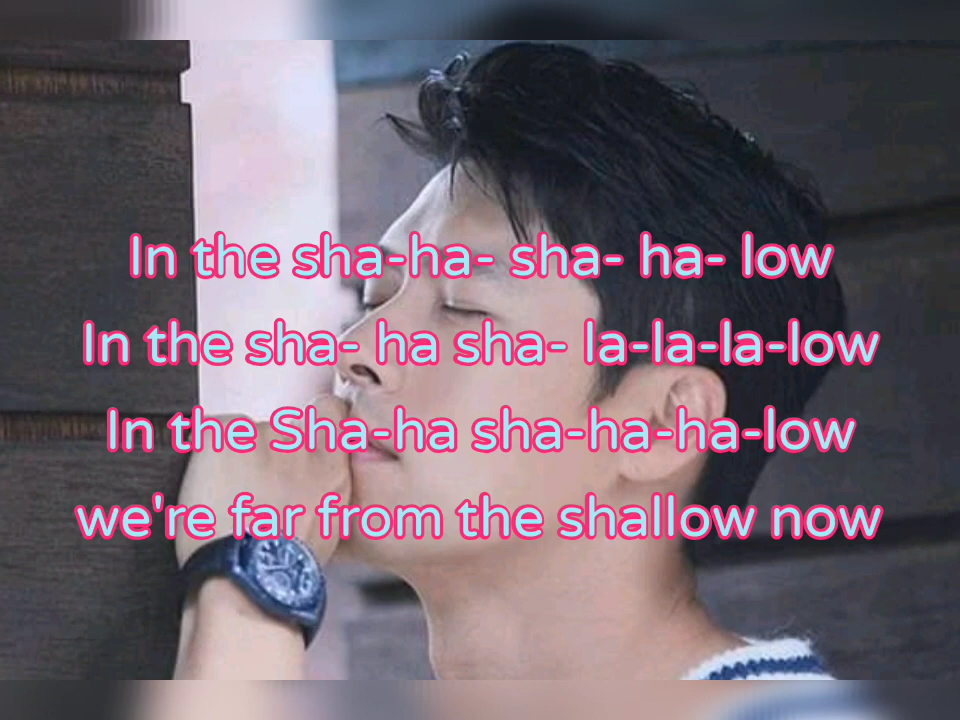 In the sha-ha- sha- ha- low
In the sha- ha sha- la-la-la-low
In the Sha-ha sha-ha-ha-low
we're far from the shallow now